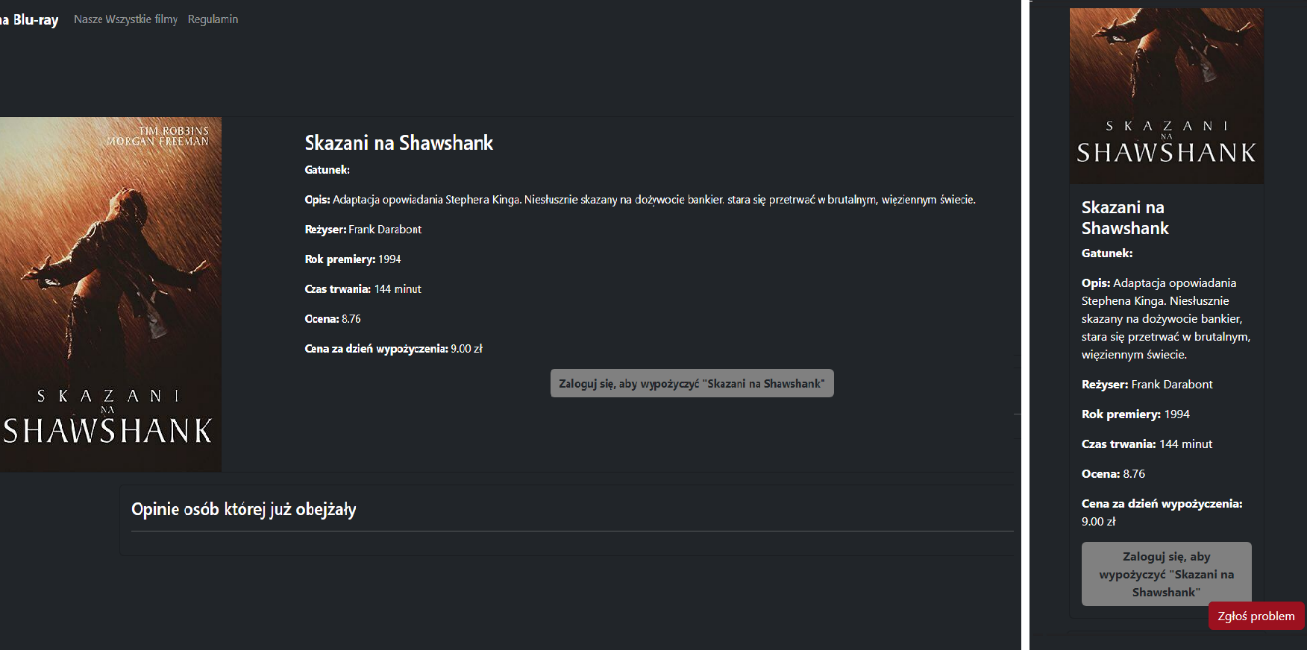 na Blu-ray Nasze Wszystkie filmy Regulamin
TIM ROBBINS
MORGAN FREEMAN
SKAZANI
NA
SHAWSHANK
Skazani na Shawshank
Gatunek:
Opis: Adaptacja opowiadania Stephena Kinga. Niesłusznie skazany na dożywocie bankier, stara się przetrwać w brutalnym, więziennym świecie.
Reżyser: Frank Darabont
Rok premiery: 1994
Czas trwania: 144 minut
Ocena: 8.76
Cena za dzień wypożyczenia: 9.00 zł
Zaloguj się, aby wypożyczyć "Skazani na Shawshank"
Opinie osób której już obejżały
SKAZANI
NA
SHAWSHANK
Skazani na
Shawshank
Gatunek:
Opis: Adaptacja opowiadania
Stephena Kinga. Niesłusznie
skazany na dożywocie bankier,
stara się przetrwać w brutalnym,
więziennym świecie.
Reżyser: Frank Darabont
Rok premiery: 1994
Czas trwania: 144 minut
Ocena: 8.76
Cena za dzień wypożyczenia:
9.00 zł
Zaloguj się, aby
wypożyczyć "Skazani na
Shawshank"
Zgłoś problem